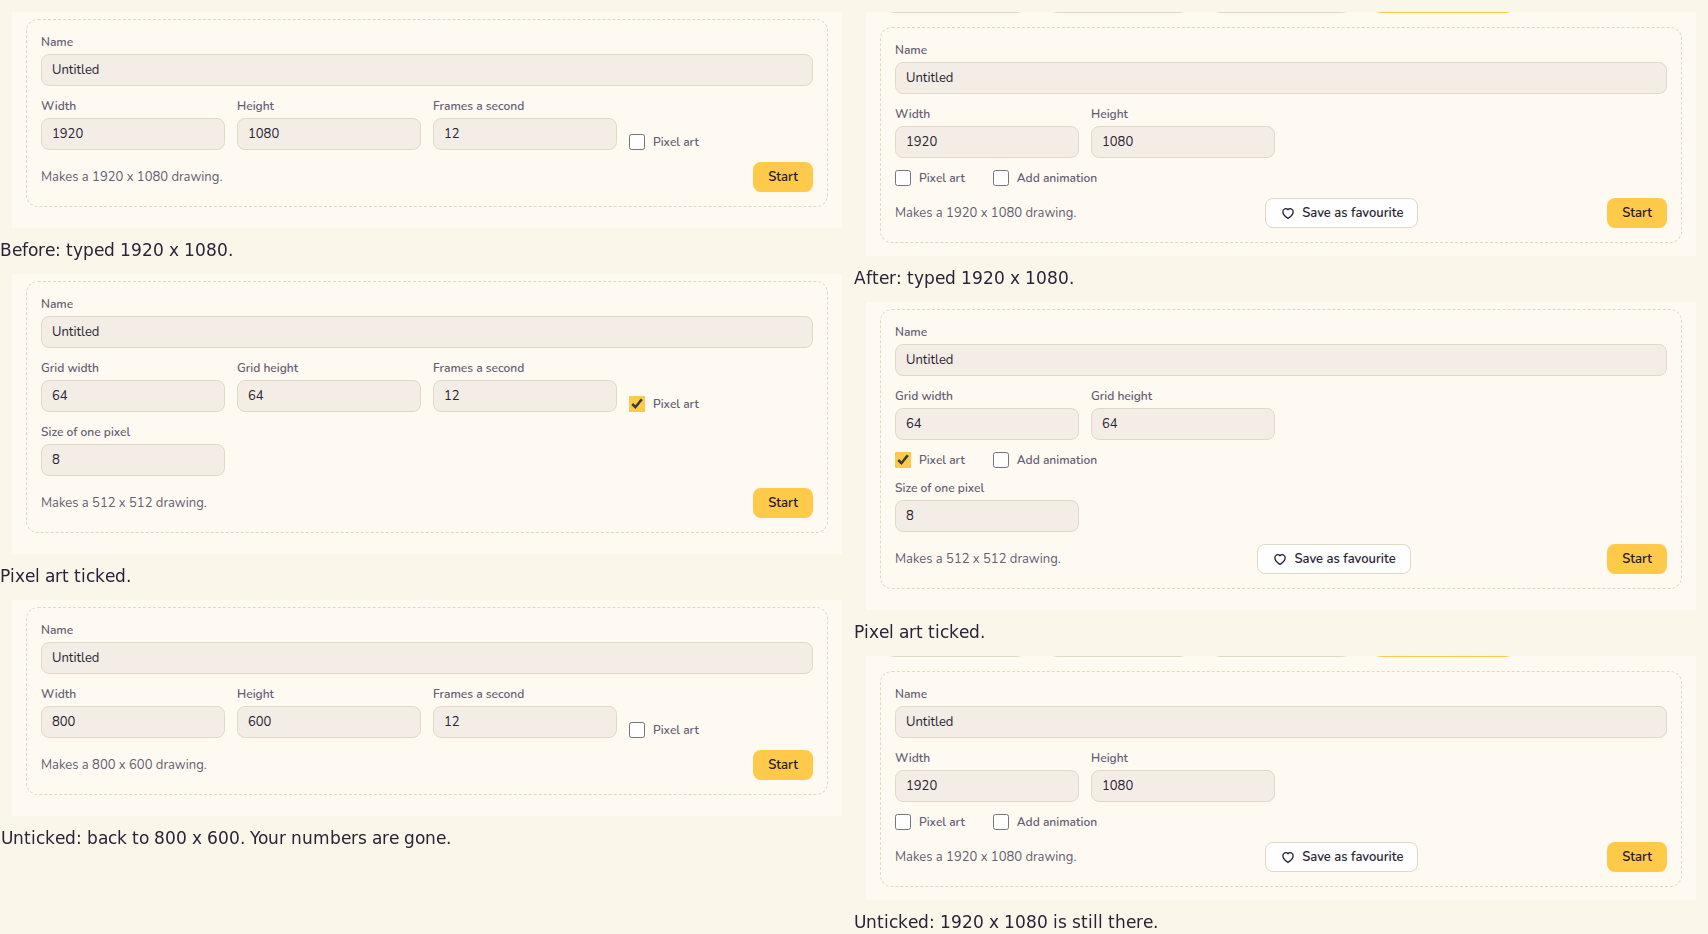 Name
Untitled
Width Height Frames a second
1920 1080 12 Pixel art
Makes a 1920 x 1080 drawing. Start
Before: typed 1920 x 1080.
Name
Untitled
Grid width Grid height Frames a second
64 64 12 Pixel art
Size of one pixel
8
Makes a 512 x 512 drawing. Start
Pixel art ticked.
Name
Untitled
Width Height Frames a second
800 600 12 Pixel art
Makes a 800 x 600 drawing. Start
Unticked: back to 800 x 600. Your numbers are gone.
Name
Untitled
Width Height
1920 1080
Pixel art Add animation
Makes a 1920 x 1080 drawing. Save as favourite Start
After: typed 1920 x 1080.
Name
Untitled
Grid width Grid height
64 64
Pixel art Add animation
Size of one pixel
8
Makes a 512 x 512 drawing. Save as favourite Start
Pixel art ticked.
Name
Untitled
Width Height
1920 1080
Pixel art Add animation
Makes a 1920 x 1080 drawing. Save as favourite Start
Unticked: 1920 x 1080 is still there.